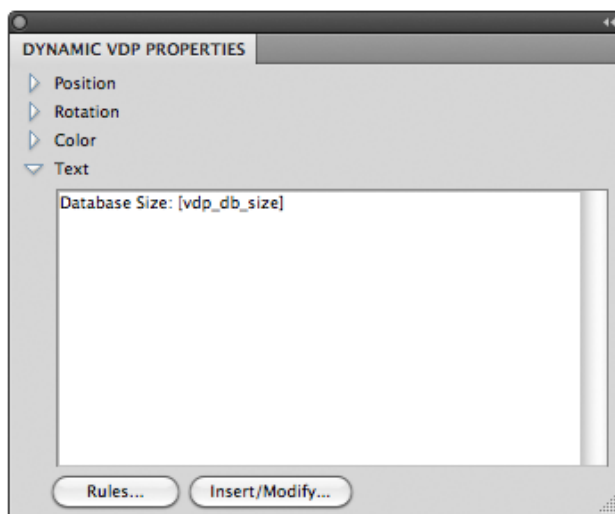 DYNAMIC VDP PROPERTIES
Position
Rotation
Color
Text
Database Size: [vdp_db_size]
Rules...
Insert/Modify...